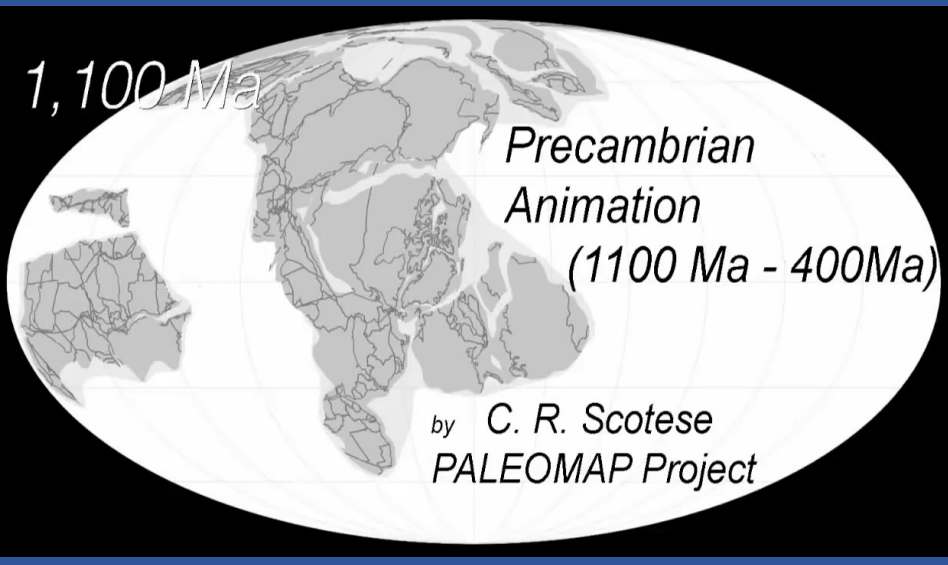 1,100 Ma
Precambrian
Animation
(1100 Ma - 400Ma)
by C. R. Scotese
PALEOMAP Project